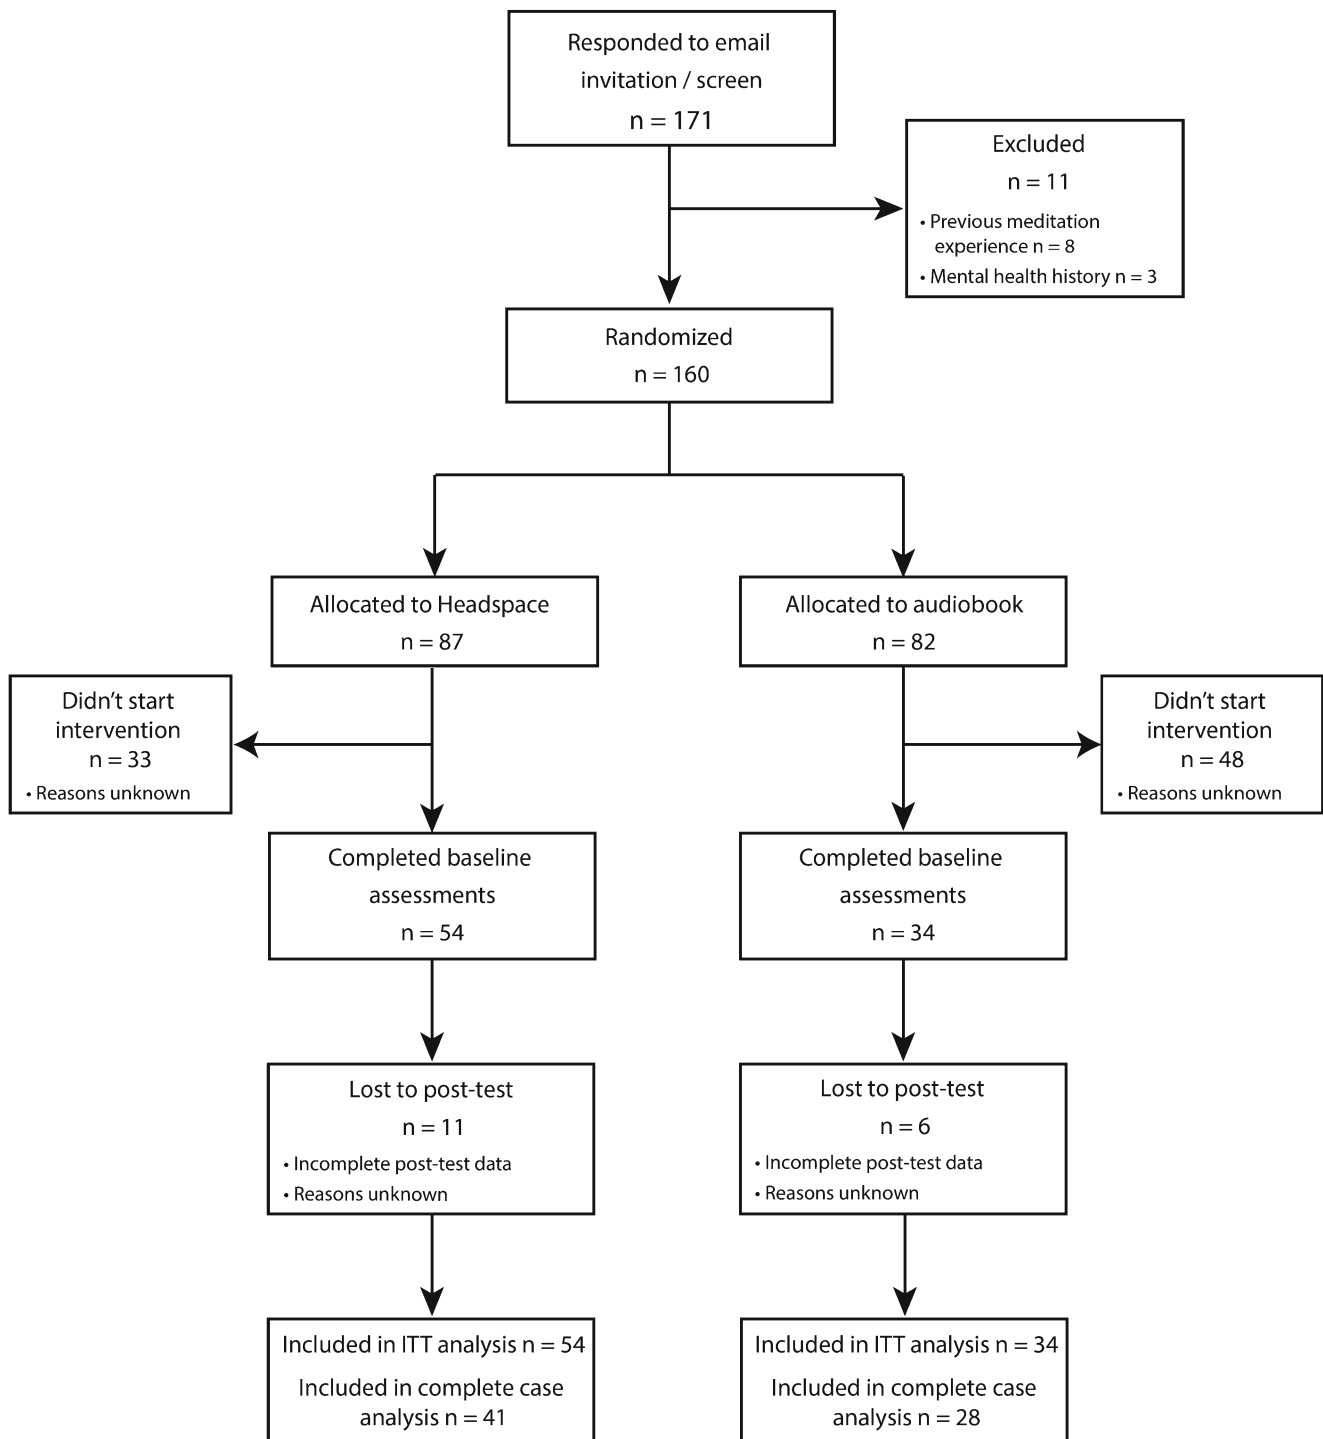 Responded to email
invitation / screen
n = 171
Excluded
n = 11
• Previous meditation
experience n = 8
• Mental health history n = 3
Randomized
n = 160
Allocated to Headspace
n = 87
Allocated to audiobook
n = 82
Didn't start
intervention
n = 33
• Reasons unknown
Didn't start
intervention
n = 48
• Reasons unknown
Completed baseline
assessments
n = 54
Completed baseline
assessments
n = 34
Lost to post-test
n = 11
• Incomplete post-test data
• Reasons unknown
Lost to post-test
n = 6
• Incomplete post-test data
• Reasons unknown
Included in ITT analysis n = 54
Included in complete case
analysis n = 41
Included in ITT analysis n = 34
Included in complete case
analysis n = 28